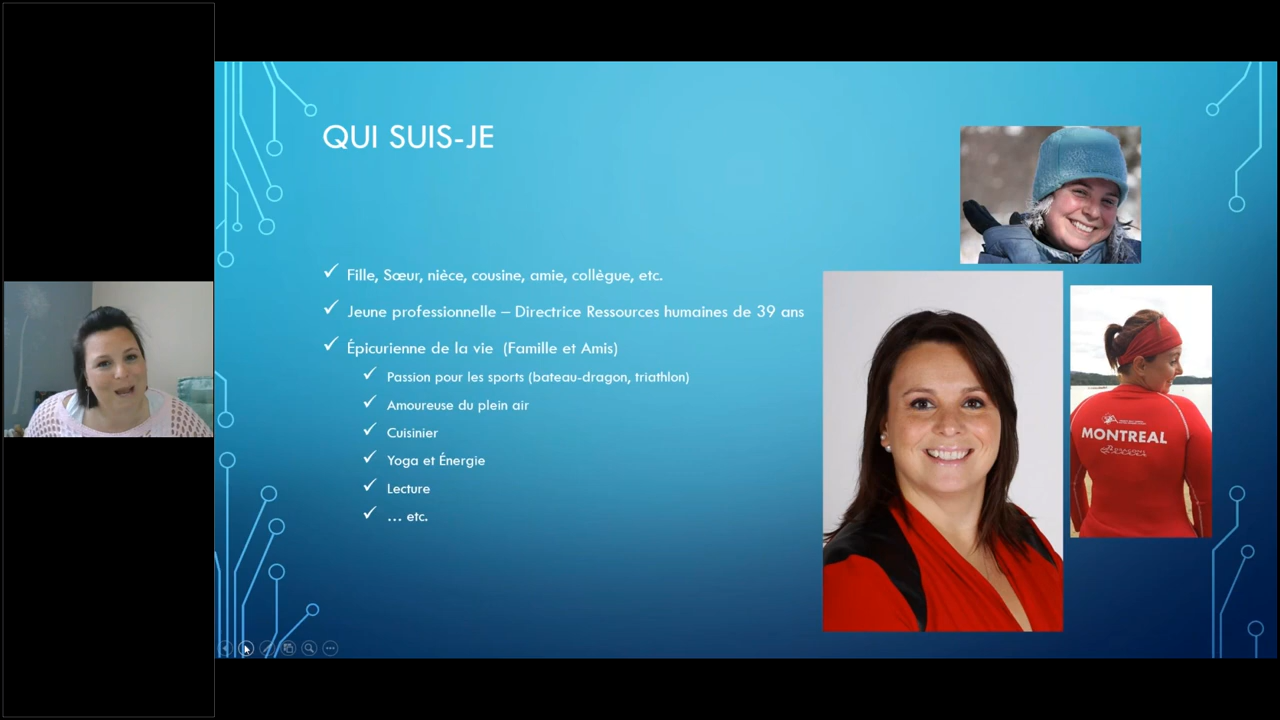 QUI SUIS-JE
Fille, Sœur, nièce, cousine, amie, collègue, etc.
Jeune professionnelle – Directrice Ressources humaines de 39 ans
Épicurienne de la vie (Famille et Amis)
Passion pour les sports (bateau-dragon, triathlon)
Amoureuse du plein air
Cuisinier
Yoga et Énergie
Lecture
... etc.
MONTREAL